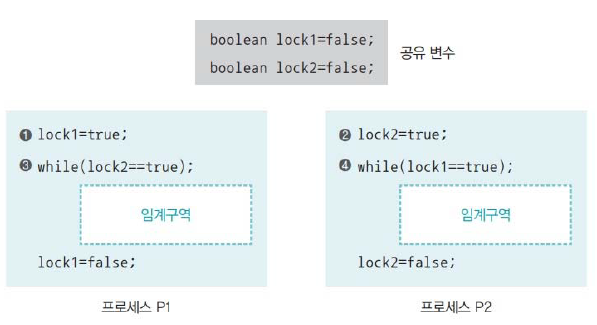 boolean lock1=false;
boolean lock2=false;
공유 변수
❶ lock1=true;
❸ while(lock2==true);
임계구역
lock1=false;
프로세스 P1
❷ lock2=true;
❹ while(lock1==true);
임계구역
lock2=false;
프로세스 P2